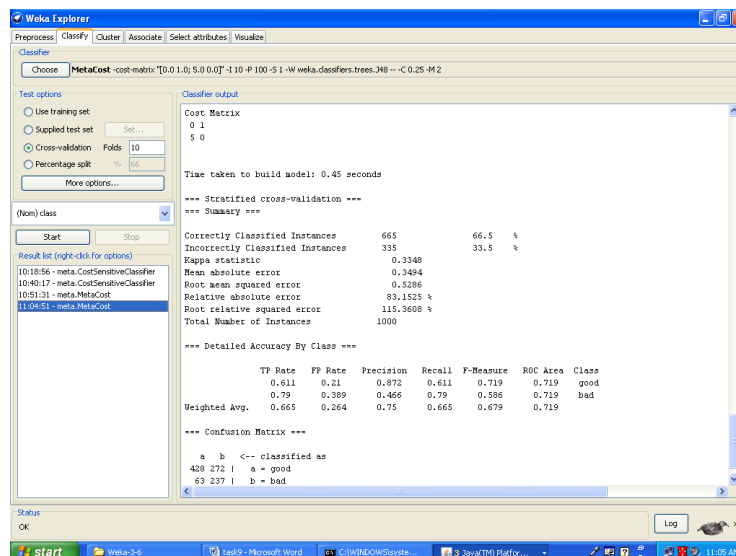 Weka Explorer
Preprocess Classify Cluster Associate Select attributes Visualize
Classifier
Choose MetaCost -cost-matrix "[0.0 1.0; 5.0 0.0]" -I 10 -P 100 -S 1 -W weka.classifiers.trees.J48 -- -C 0.25 -M 2
Test options
Use training set
Supplied test set Set...
Cross-validation Folds 10
Percentage split % 66
More options...
(Nom) class
Start Stop
Result list (right-click for options)
10:18:56 - meta.CostSensitiveClassifier
10:40:17 - meta.CostSensitiveClassifier
10:51:31 - meta.MetaCost
11:04:51 - meta.MetaCost
Classifier output
Cost Matrix
0 1
5 0
Time taken to build model: 0.45 seconds
=== Stratified cross-validation ===
=== Summary ===
Correctly Classified Instances 665 66.5 %
Incorrectly Classified Instances 335 33.5 %
Kappa statistic 0.3348
Mean absolute error 0.3494
Root mean squared error 0.5286
Relative absolute error 83.1525 %
Root relative squared error 115.3608 %
Total Number of Instances 1000
=== Detailed Accuracy By Class ===
TP Rate FP Rate Precision Recall F-Measure ROC Area Class
0.611 0.21 0.872 0.611 0.719 0.719 good
0.79 0.389 0.466 0.79 0.586 0.719 bad
Weighted Avg. 0.665 0.264 0.75 0.665 0.679 0.719
=== Confusion Matrix ===
a b <-- classified as
428 272 | a = good
63 237 | b = bad
Status
OK
Log
x
start Weka-3-6 task9 - Microsoft Word C:\WINDOWS\syste... 3 Java(TM) Platfor... 11:05 AM